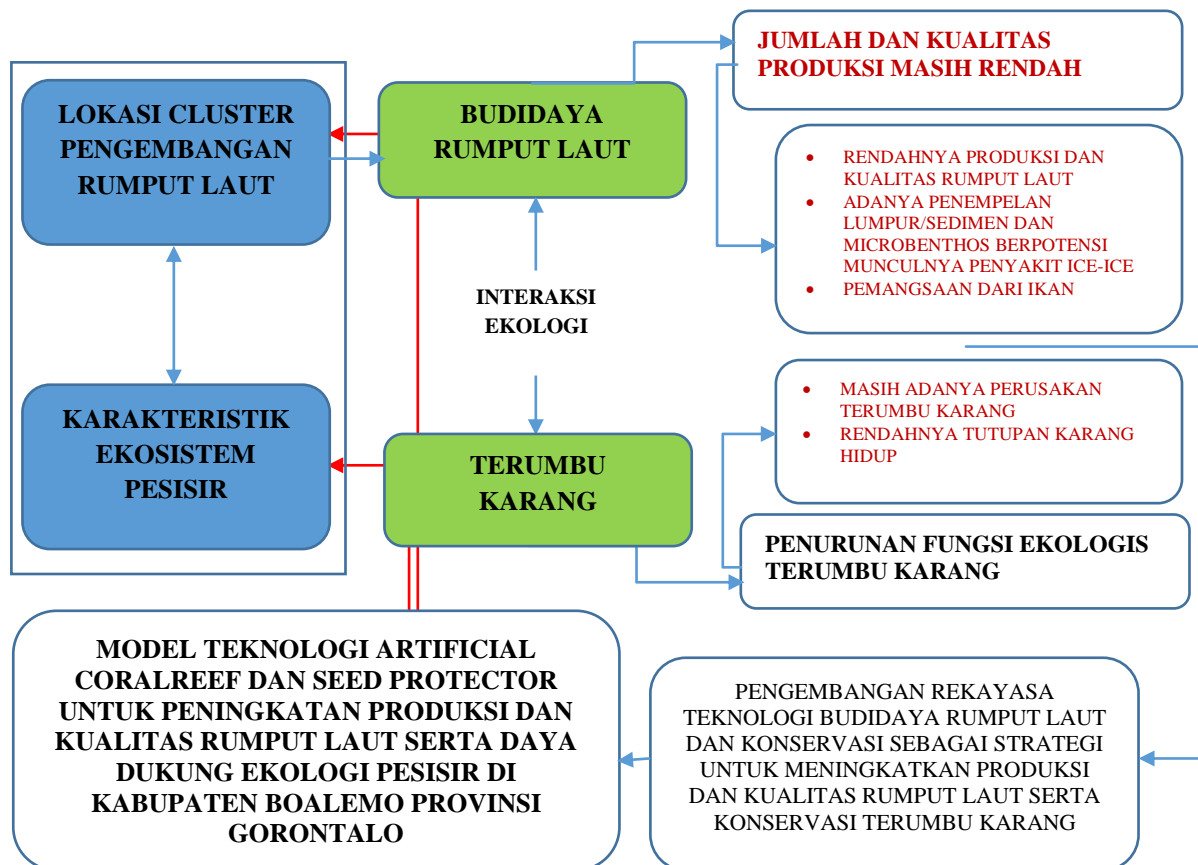 LOKASI CLUSTER
PENGEMBANGAN
RUMPUT LAUT
BUDIDAYA
RUMPUT LAUT
JUMLAH DAN KUALITAS
PRODUKSI MASIH RENDAH
• RENDAHNYA PRODUKSI DAN
KUALITAS RUMPUT LAUT
• ADANYA PENEMPELAN
LUMPUR/SEDIMEN DAN
MICROBENTHOS BERPOTENSI
MUNCULNYA PENYAKIT ICE-ICE
• PEMANGSAAN DARI IKAN
INTERAKSI
EKOLOGI
KARAKTERISTIK
EKOSISTEM
PESISIR
TERUMBU
KARANG
• MASIH ADANYA PERUSAKAN
TERUMBU KARANG
• RENDAHNYA TUTUPAN KARANG
HIDUP
PENURUNAN FUNGSI EKOLOGIS
TERUMBU KARANG
MODEL TEKNOLOGI ARTIFICIAL
CORALREEF DAN SEED PROTECTOR
UNTUK PENINGKATAN PRODUKSI DAN
KUALITAS RUMPUT LAUT SERTA DAYA
DUKUNG EKOLOGI PESISIR DI
KABUPATEN BOALEMO PROVINSI
GORONTALO
PENGEMBANGAN REKAYASA
TEKNOLOGI BUDIDAYA RUMPUT LAUT
DAN KONSERVASI SEBAGAI STRATEGI
UNTUK MENINGKATKAN PRODUKSI
DAN KUALITAS RUMPUT LAUT SERTA
KONSERVASI TERUMBU KARANG